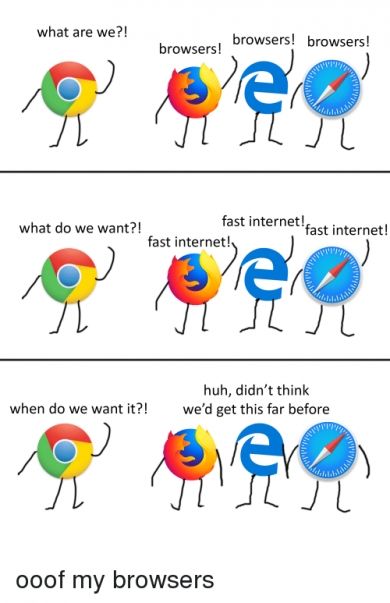 what are we?!
browsers!
browsers!
browsers!
what do we want?!
fast internet!
fast internet!
fast internet!
when do we want it?!
huh, didn't think
we'd get this far before
ooof my browsers